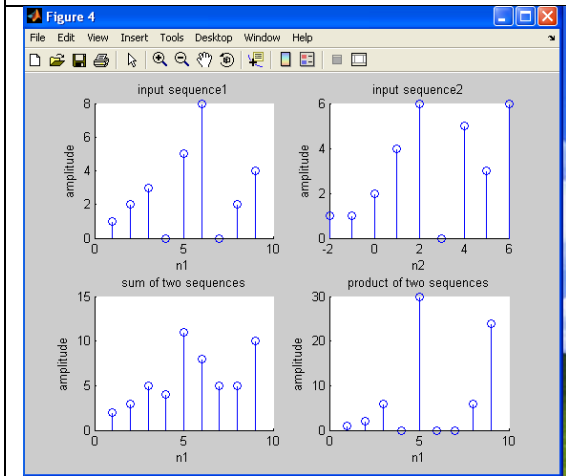 Figure 4
File Edit View Insert Tools Desktop Window Help
input sequence1
8
6
4
2
0
0 5 10
amplitude
n1
input sequence2
6
4
2
0
-2 0 2 4 6
amplitude
n2
sum of two sequences
15
10
5
0
0 5 10
amplitude
n1
product of two sequences
30
20
10
0
0 5 10
amplitude
n1